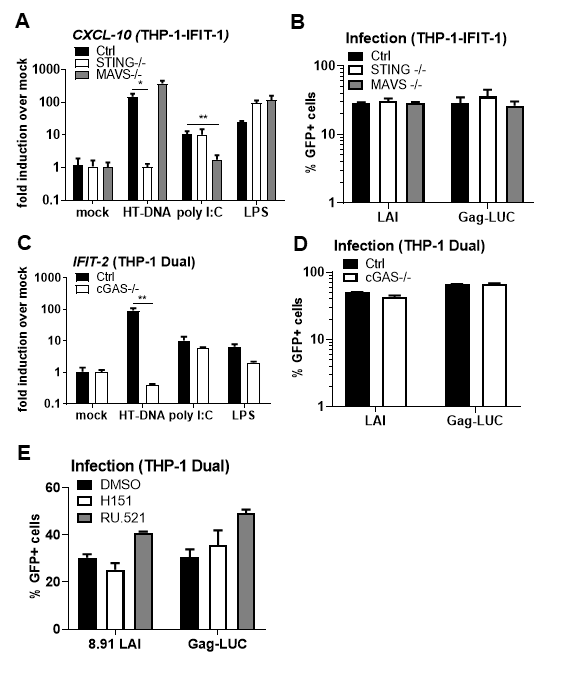 A
CXCL-10 (THP-1-IFIT-1)
Ctrl
STING-/-
MAVS-/-
fold induction over mock
1000
100
10
1
0.1
*
**
mock HT-DNA poly I:C LPS
B
Infection (THP-1-IFIT-1)
Ctrl
STING -/-
MAVS -/-
% GFP+ cells
100
10
1
LAI Gag-LUC
C
IFIT-2 (THP-1 Dual)
Ctrl
cGAS-/-
fold induction over mock
1000
100
10
1
0.1
**
mock HT-DNA poly I:C LPS
D
Infection (THP-1 Dual)
Ctrl
cGAS-/-
% GFP+ cells
100
10
1
LAI Gag-LUC
E
Infection (THP-1 Dual)
DMSO
H151
RU.521
% GFP+ cells
60
40
20
0
8.91 LAI Gag-LUC